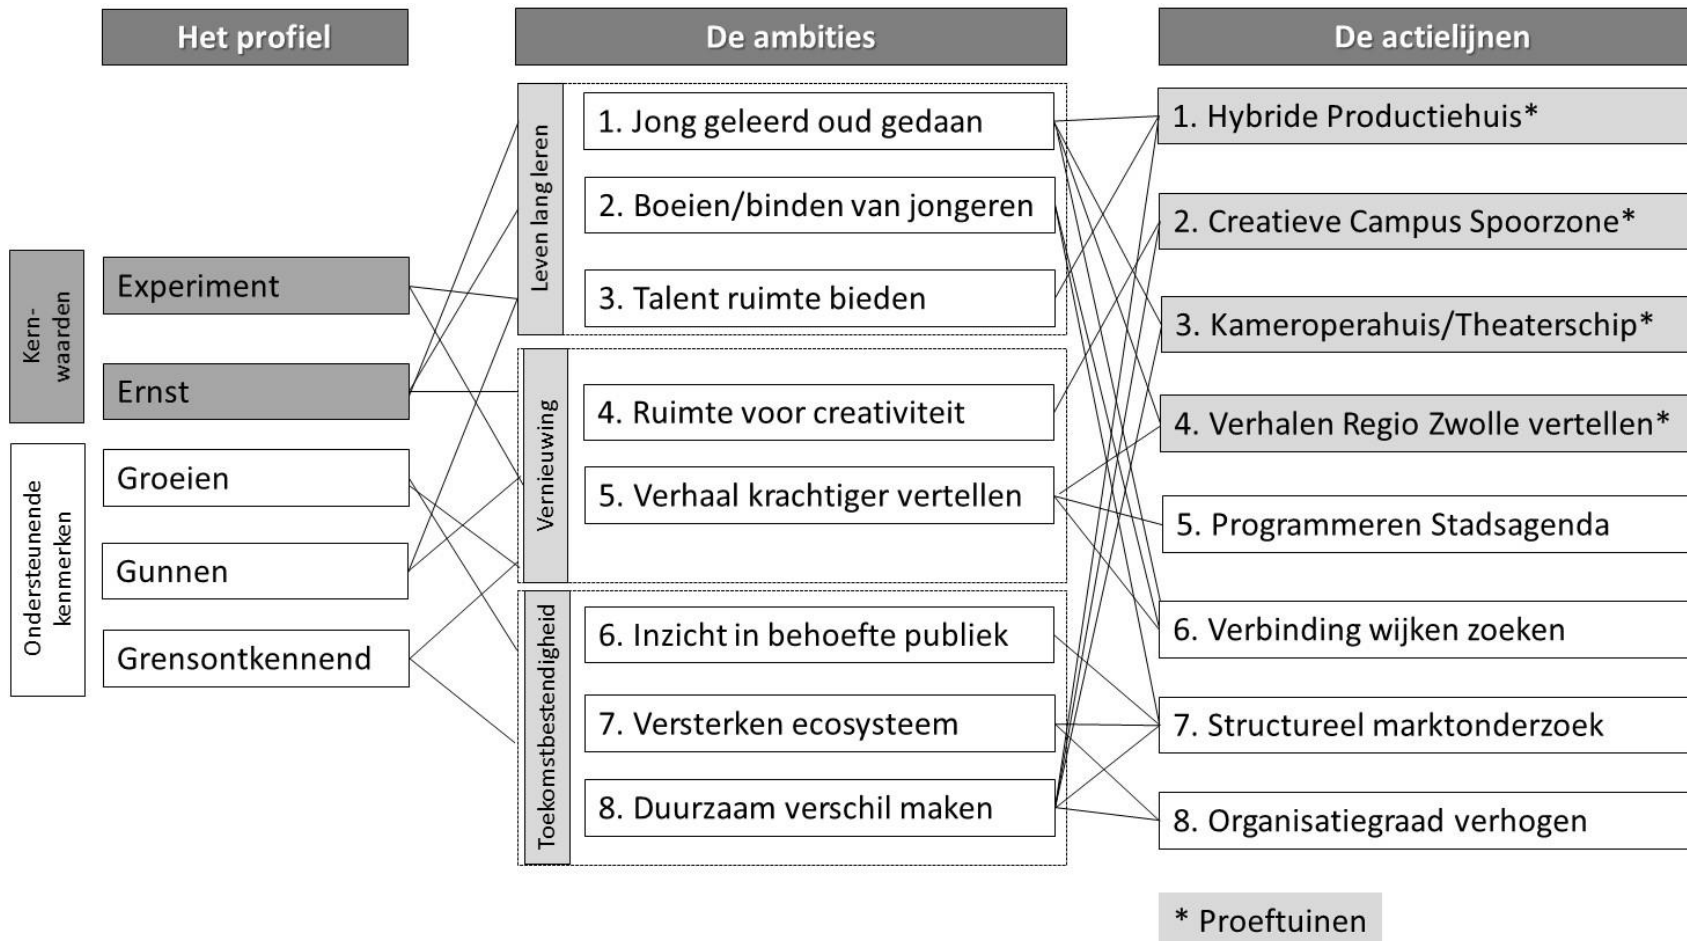 Het profiel
De ambities
De actielijnen
Kern-
waarden
Experiment
Ernst
Ondersteunende
kenmerken
Groeien
Gunnen
Grensontkennend
Leven lang leren
1. Jong geleerd oud gedaan
2. Boeien/binden van jongeren
3. Talent ruimte bieden
Vernieuwing
4. Ruimte voor creativiteit
5. Verhaal krachtiger vertellen
Toekomstbestendigheid
6. Inzicht in behoefte publiek
7. Versterken ecosysteem
8. Duurzaam verschil maken
1. Hybride Productiehuis*
2. Creatieve Campus Spoorzone*
3. Kameroperahuis/Theaterschip*
4. Verhalen Regio Zwolle vertellen*
5. Programmeren Stadsagenda
6. Verbinding wijken zoeken
7. Structureel marktonderzoek
8. Organisatiegraad verhogen
* Proeftuinen